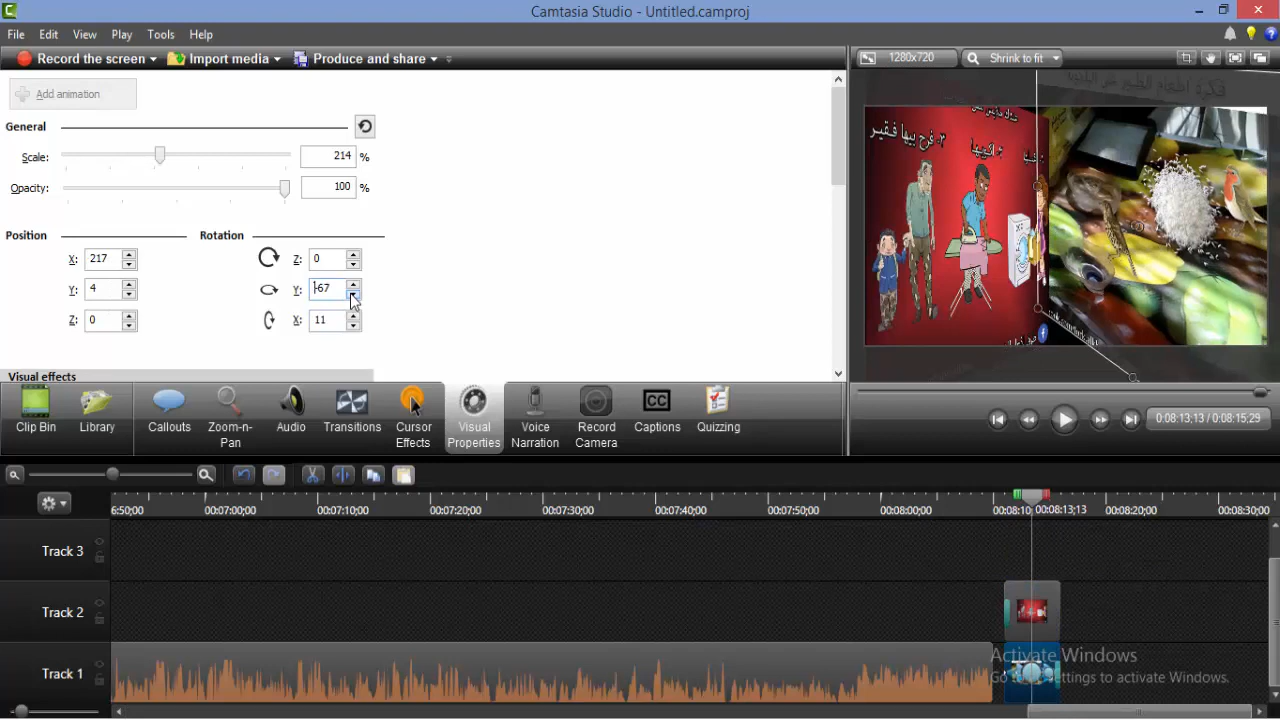 Camtasia Studio - Untitled.camproj
File Edit View Play Tools Help
Record the screen Import media Produce and share
1280x720 Shrink to fit
Add animation
General
Scale: 214 %
Opacity: 100 %
Position Rotation
X: 217 Z: 0
Y: 4 Y: -67
Z: 0 X: 11
Visual effects
٣. فرح بيها فقير
٢. اكويها
Clip Bin Library Callouts Zoom-n-Pan Audio Transitions Cursor Effects Visual Properties Voice Narration Record Camera Captions Quizzing
0:08:13;13 / 0:08:15;29
6:50;00 00:07:00;00 00:07:10;00 00:07:20;00 00:07:30;00 00:07:40;00 00:07:50;00 00:08:00;00 00:08:10; 00:08:13;13 00:08:20;00 00:08:30;00
Track 3
Track 2
Track 1
Activate Windows
Go to Settings to activate Windows.